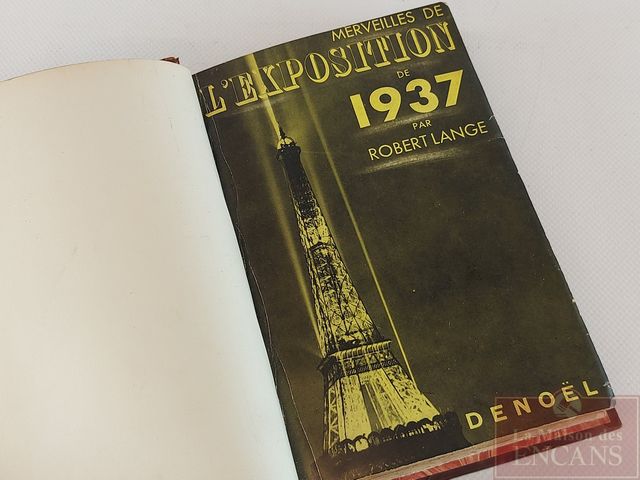 MERVEILLES DE
L'EXPOSITION
DE
1937
PAR
ROBERT LANGE
DENOËL
La Maison des
ENCANS